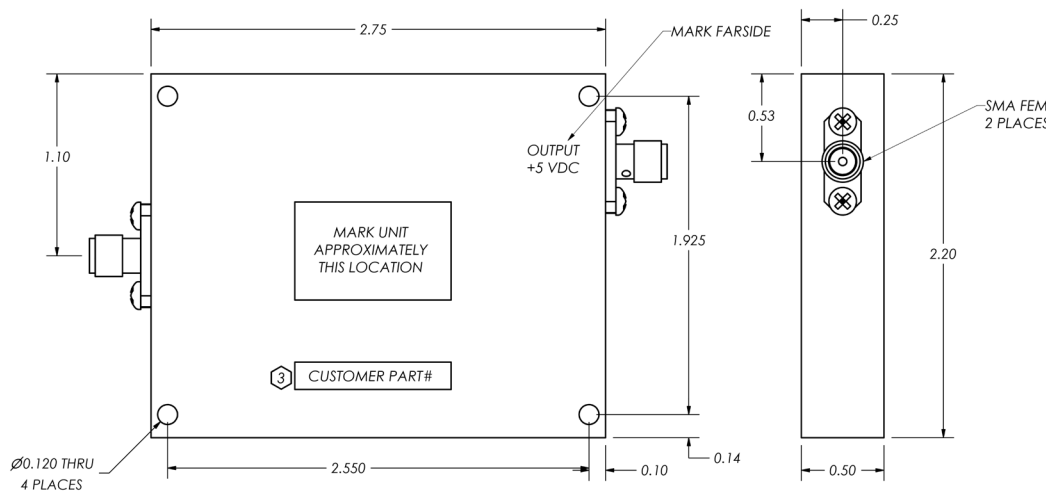 2.75
0.25
MARK FARSIDE
0.53
SMA FEM
2 PLACES
1.10
OUTPUT
+5 VDC
MARK UNIT
APPROXIMATELY
THIS LOCATION
1.925
2.20
3 CUSTOMER PART#
Ø0.120 THRU
4 PLACES
2.550
0.10
0.14
0.50